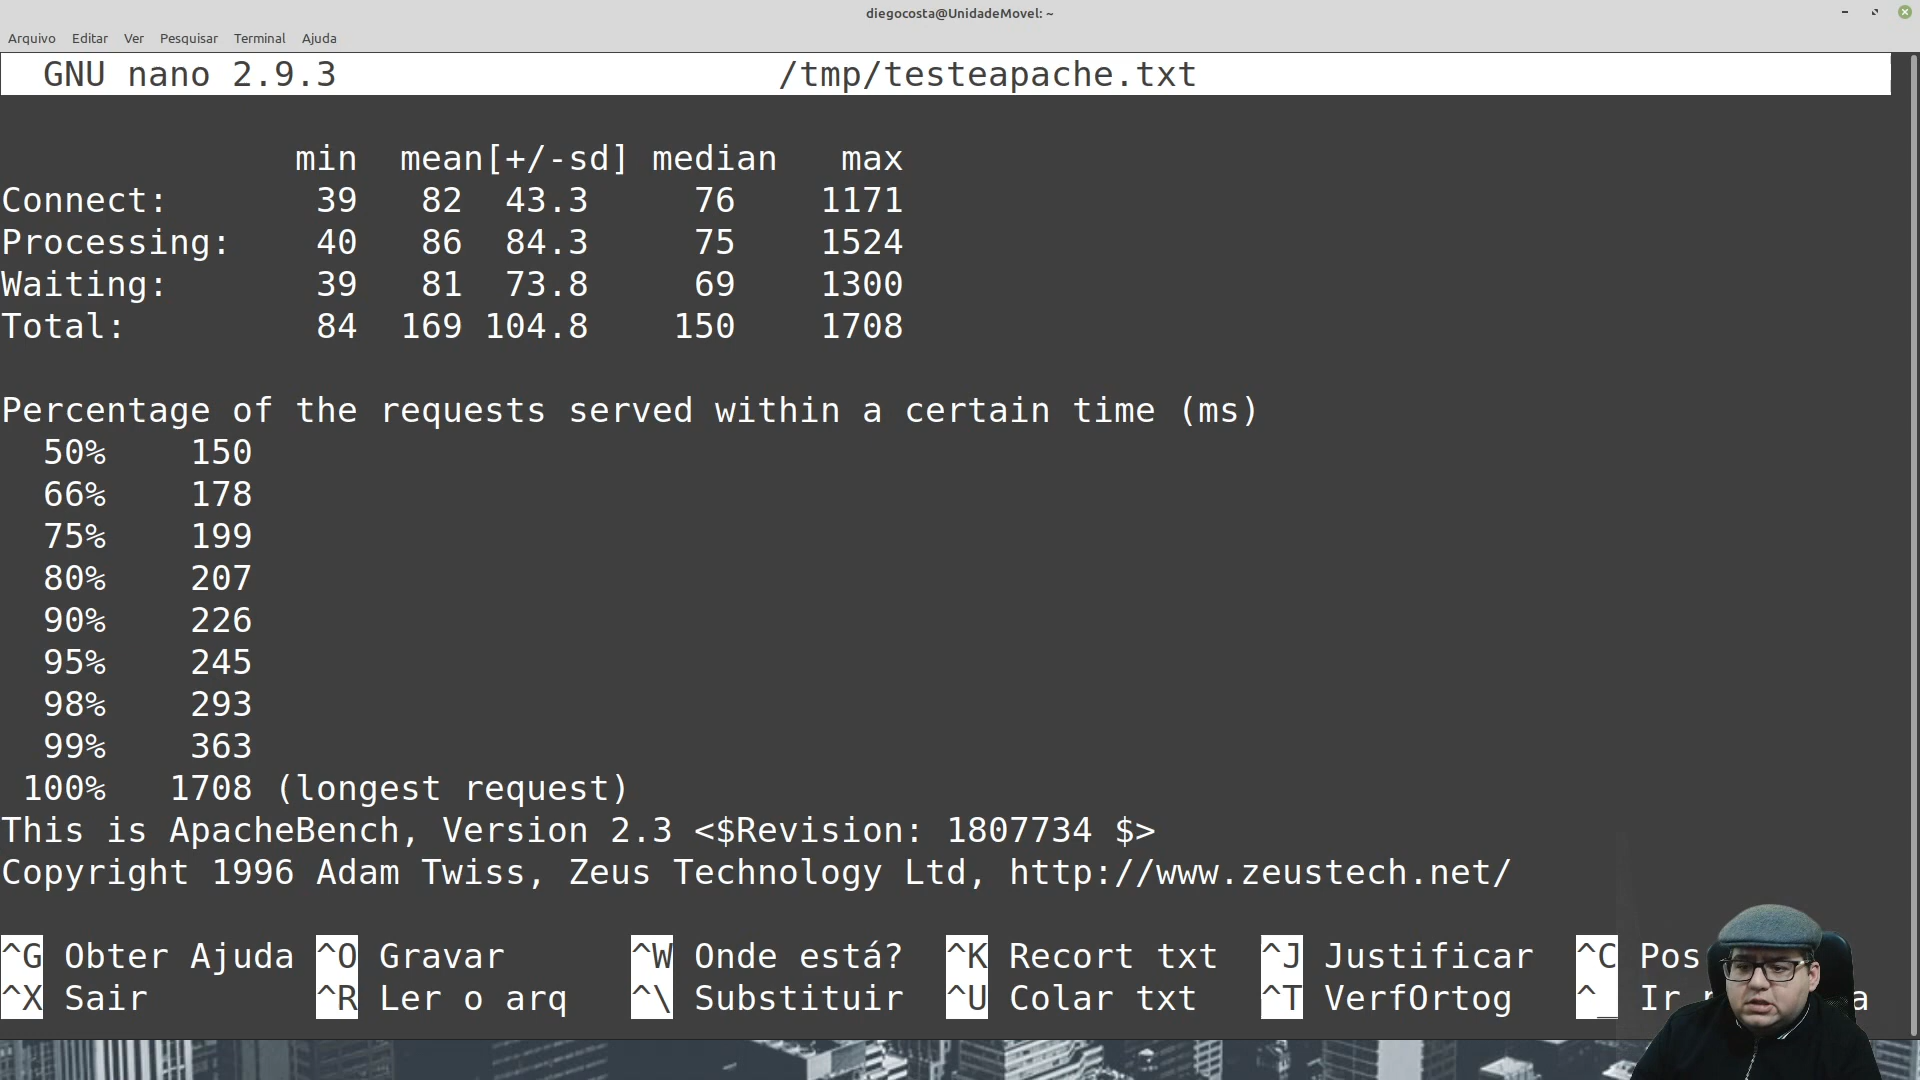 diegocosta@UnidadeMovel: ~
Arquivo Editar Ver Pesquisar Terminal Ajuda
GNU nano 2.9.3 /tmp/testeapache.txt
min mean[+/-sd] median max
Connect: 39 82 43.3 76 1171
Processing: 40 86 84.3 75 1524
Waiting: 39 81 73.8 69 1300
Total: 84 169 104.8 150 1708
Percentage of the requests served within a certain time (ms)
50% 150
66% 178
75% 199
80% 207
90% 226
95% 245
98% 293
99% 363
100% 1708 (longest request)
This is ApacheBench, Version 2.3 <$Revision: 1807734 $>
Copyright 1996 Adam Twiss, Zeus Technology Ltd, http://www.zeustech.net/
^G Obter Ajuda ^O Gravar ^W Onde está? ^K Recort txt ^J Justificar ^C Pos
^X Sair ^R Ler o arq ^\ Substituir ^U Colar txt ^T VerfOrtog ^_ Ir